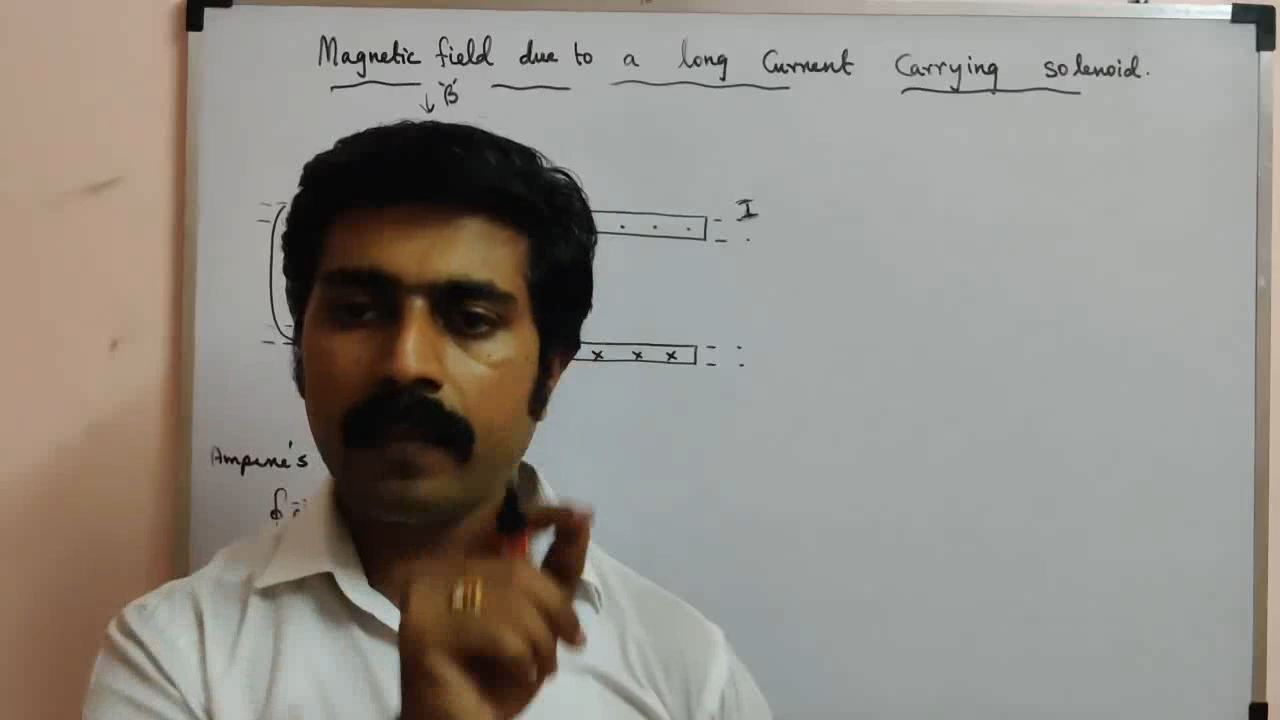 Magnetic field due to a long Current Carrying solenoid.
↓ B
I
. . .
x x x
Ampere's
∮